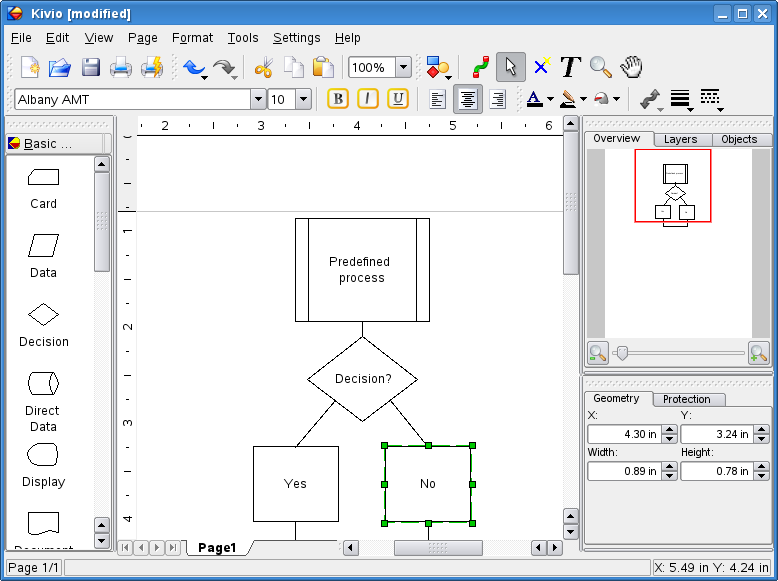 Kivio [modified]
File Edit View Page Format Tools Settings Help
100%
T
Albany AMT 10 B I U A
Basic ...
2 3 4 5 6
Overview Layers Objects
Card
Data
Decision
Direct
Data
Display
Document
1
2
3
4
Predefined
process
Decision?
Yes No
Geometry Protection
X: Y:
4.30 in 3.24 in
Width: Height:
0.89 in 0.78 in
Page1
Page 1/1 X: 5.49 in Y: 4.24 in